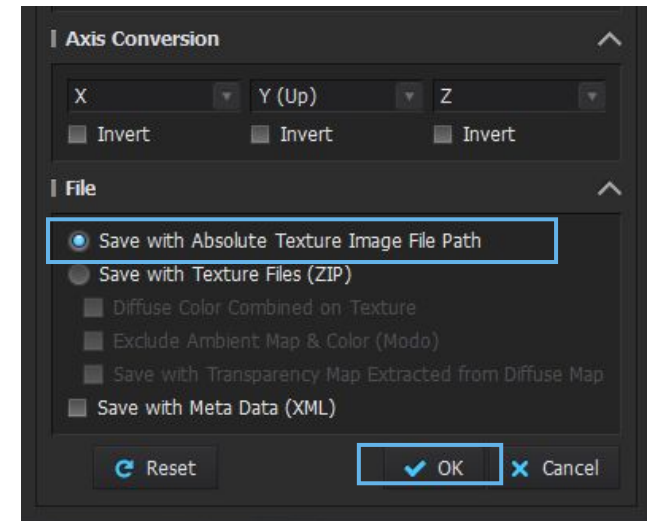 Axis Conversion
X Y (Up) Z
Invert Invert Invert
File
Save with Absolute Texture Image File Path
Save with Texture Files (ZIP)
Diffuse Color Combined on Texture
Exclude Ambient Map & Color (Modo)
Save with Transparency Map Extracted from Diffuse Map
Save with Meta Data (XML)
Reset OK Cancel